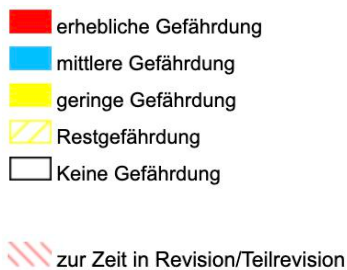 erhebliche Gefährdung
mittlere Gefährdung
geringe Gefährdung
Restgefährdung
Keine Gefährdung
zur Zeit in Revision/Teilrevision